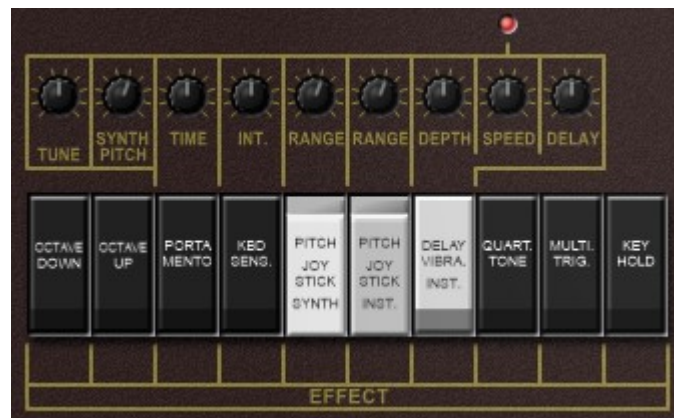 TUNE
SYNTH
PITCH
TIME
INT.
RANGE
RANGE
DEPTH
SPEED
DELAY
OCTAVE
DOWN
OCTAVE
UP
PORTA
MENTO
KBD
SENS.
PITCH
JOY
STICK
SYNTH
PITCH
JOY
STICK
INST.
DELAY
VIBRA.
INST.
QUART.
TONE
MULTI.
TRIG.
KEY
HOLD
EFFECT